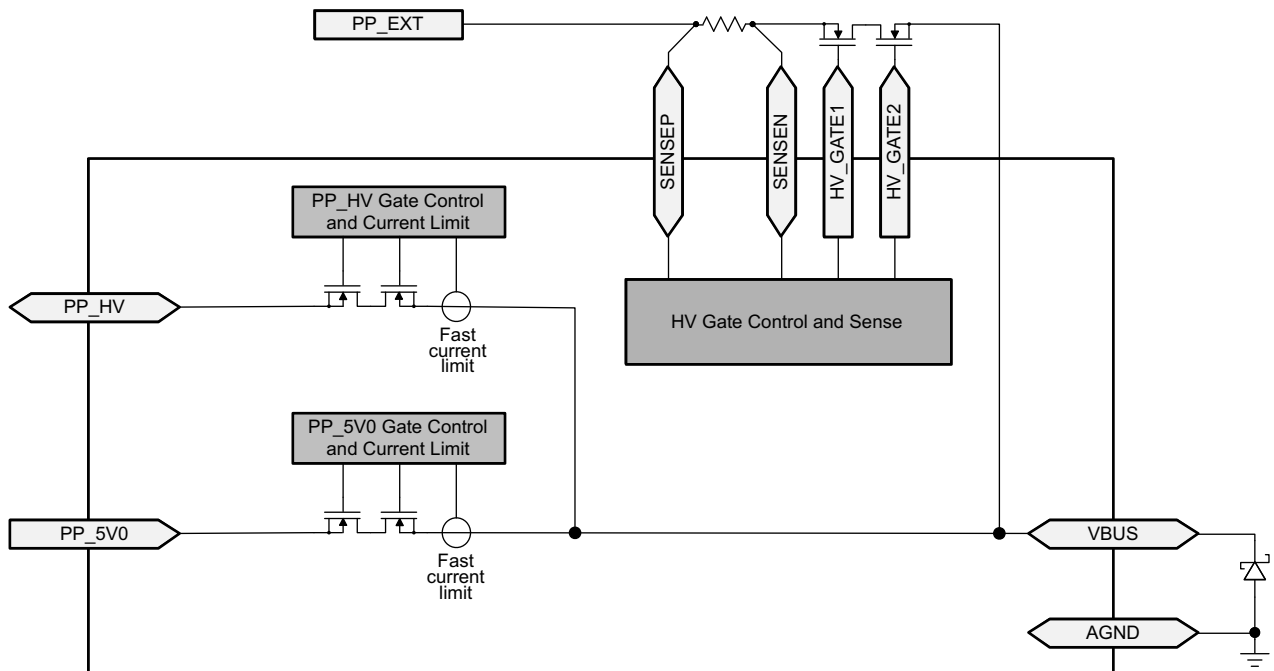 PP_EXT
SENSEP
SENSEN
HV_GATE1
HV_GATE2
PP_HV Gate Control
and Current Limit
PP_HV
Fast
current
limit
HV Gate Control and Sense
PP_5V0 Gate Control
and Current Limit
PP_5V0
Fast
current
limit
VBUS
AGND